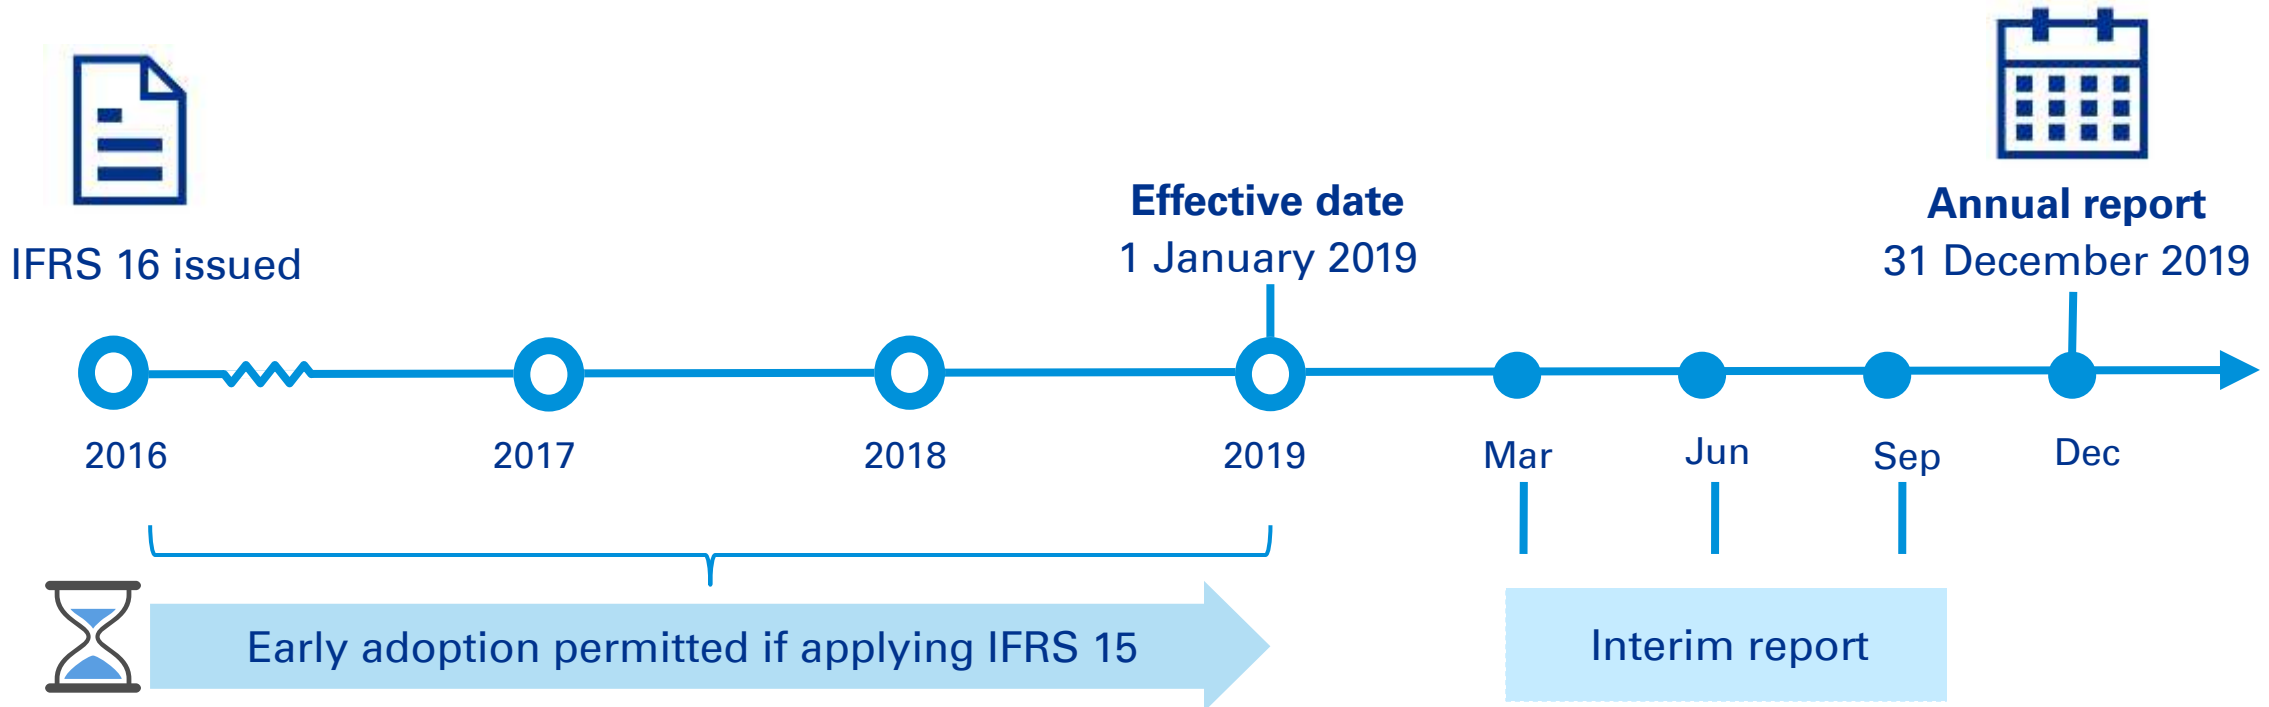 IFRS 16 issued
Effective date
1 January 2019
Annual report
31 December 2019
2016
2017
2018
2019
Mar
Jun
Sep
Dec
Early adoption permitted if applying IFRS 15
Interim report